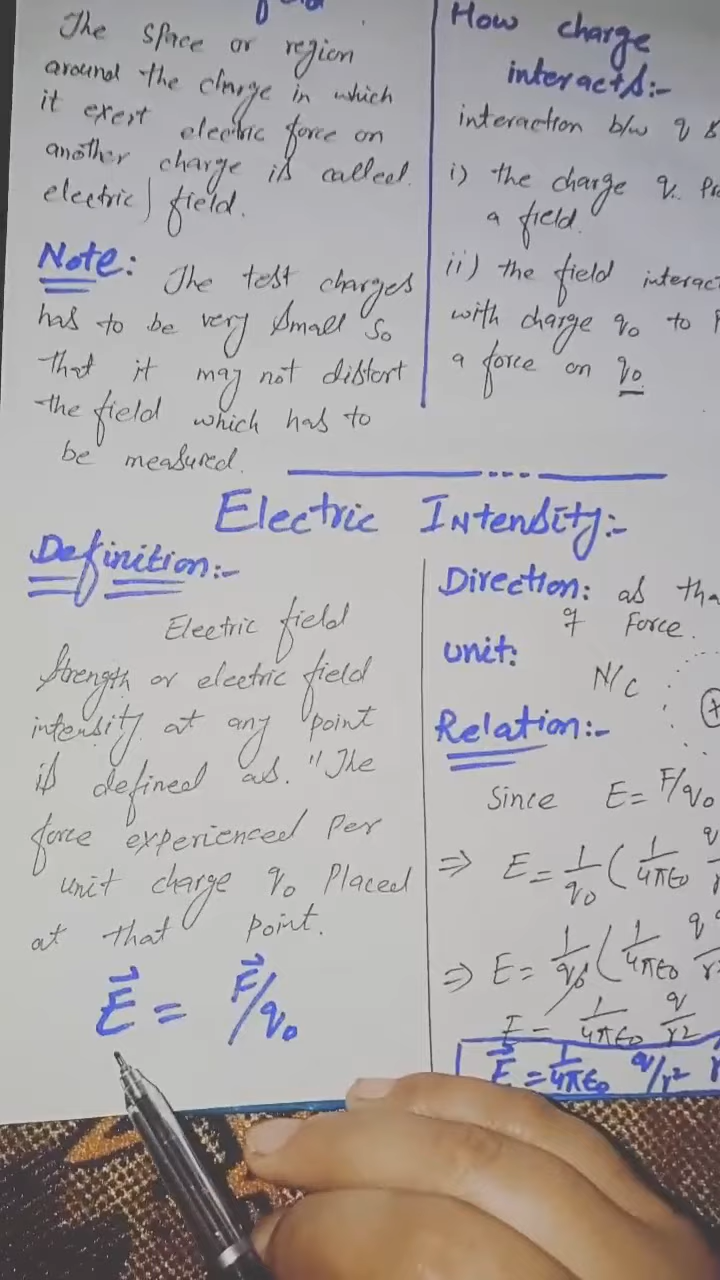 The space or region
around the charge in which
it exert electric force on
another charge is called
electric field.
Note: The test charges
has to be very small so
that it may not distort
the field which has to
be measured.
How charge
interacts:-
interaction b/w q &
i) the charge q
a field.
ii) the field interac
with charge q₀ to
a force on q₀
Electric Intensity:-
Definition:-
Electric field
strength or electric field
intensity at any point
is defined as. "The
force experienced Per
unit charge q₀ Placed
at that point.
E⃗ = F⃗/q₀
Direction: as tha
of Force.
unit:
N/C
+
Relation:-
Since E = F/q₀
⇒ E = 1/q₀ ( 1/4πε₀ q
⇒ E = 1/q₀ ( 1/4πε₀ q
E = 1/4πε₀ q/r2
E⃗ = 1/4πε₀ q/r² r